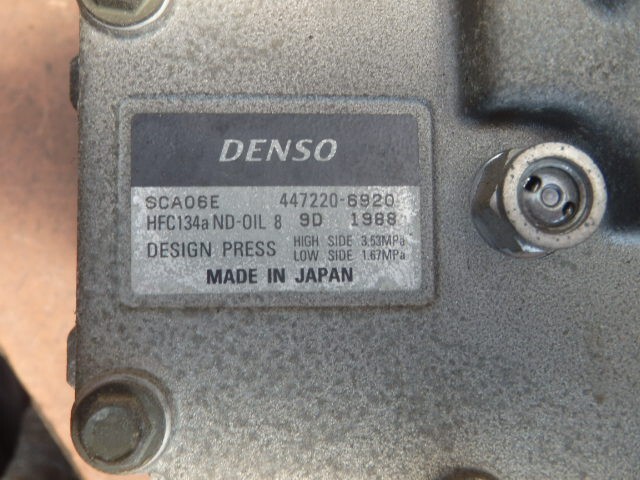 DENSO
SCA06E 447220-6920
HFC134a ND-OIL 8 9D 1988
DESIGN PRESS HIGH SIDE 3.53MPa
LOW SIDE 1.67MPa
MADE IN JAPAN